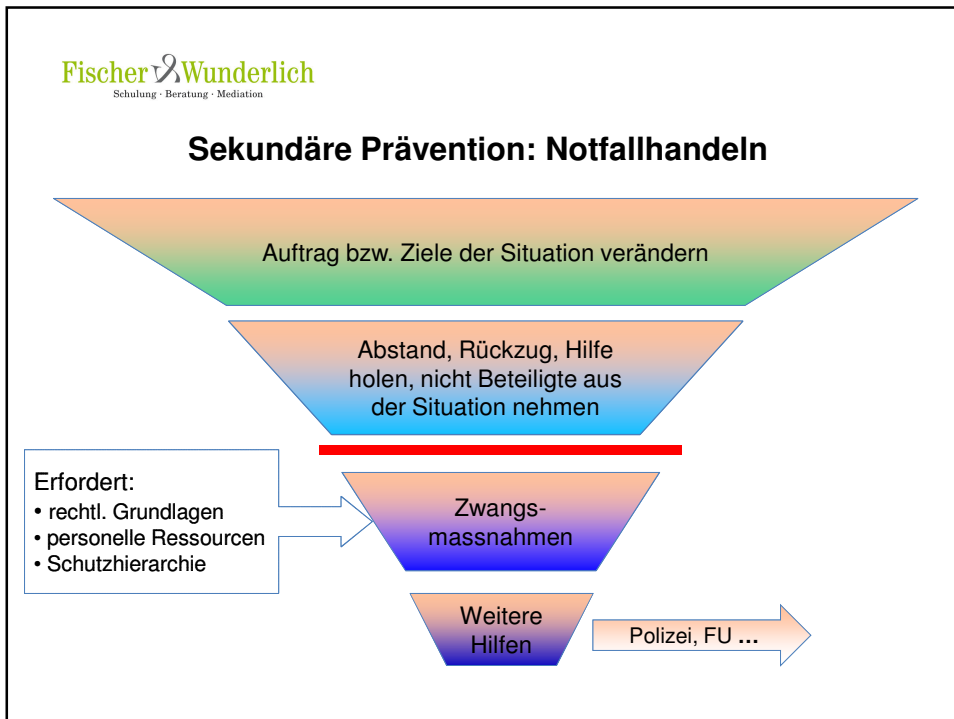 Fischer & Wunderlich
Schulung · Beratung · Mediation
Sekundäre Prävention: Notfallhandeln
Auftrag bzw. Ziele der Situation verändern
Abstand, Rückzug, Hilfe
holen, nicht Beteiligte aus
der Situation nehmen
Erfordert:
• rechtl. Grundlagen
• personelle Ressourcen
• Schutzhierarchie
Zwangs-
massnahmen
Weitere
Hilfen
Polizei, FU ...